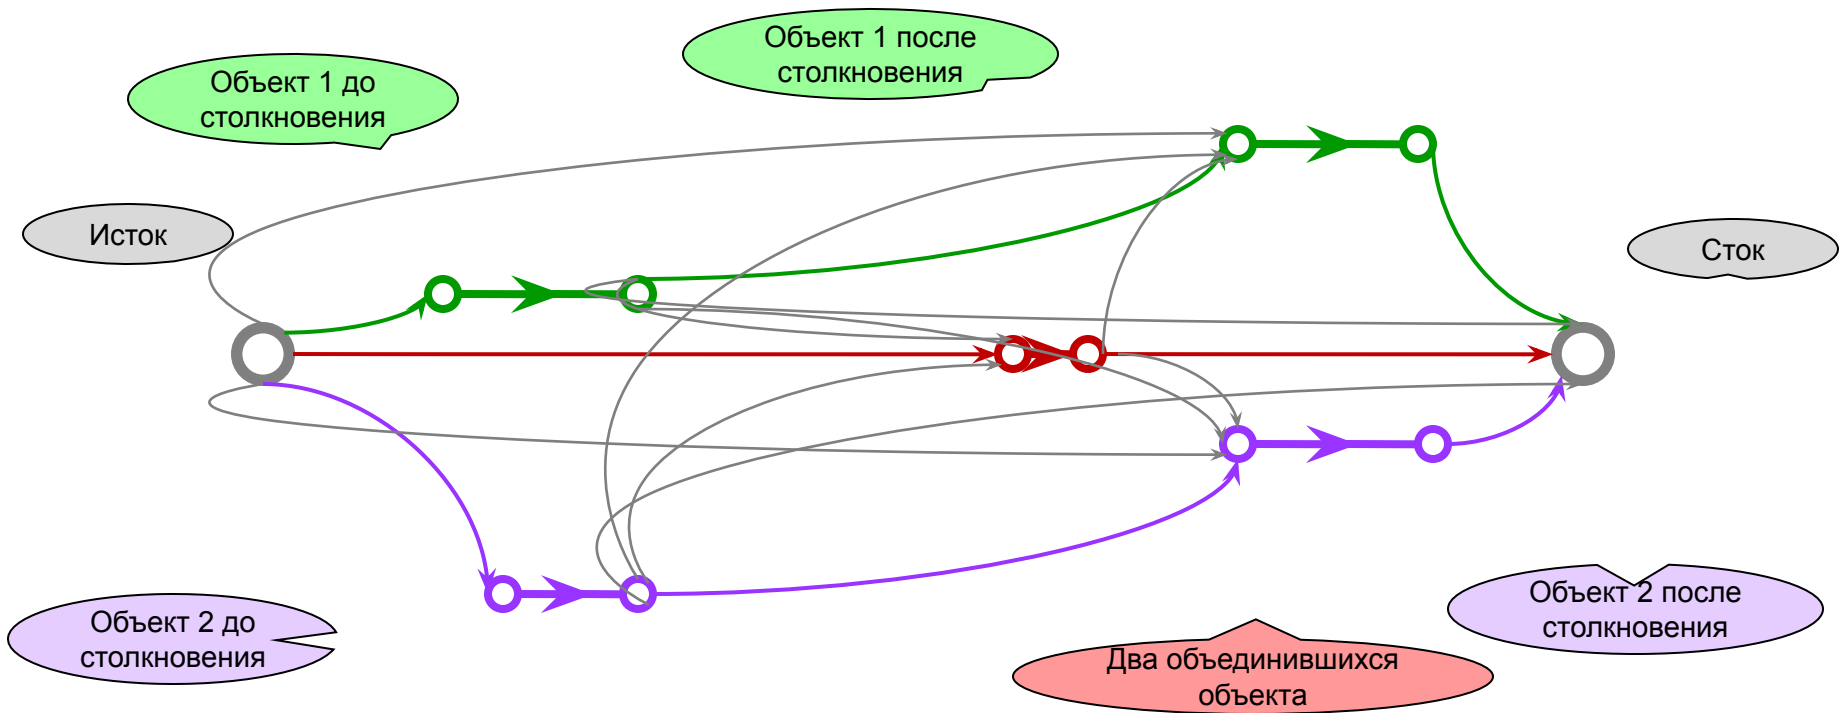 Объект 1 после
столкновения
Объект 1 до
столкновения
Исток
Сток
Объект 2 до
столкновения
Объект 2 после
столкновения
Два объединившихся
объекта